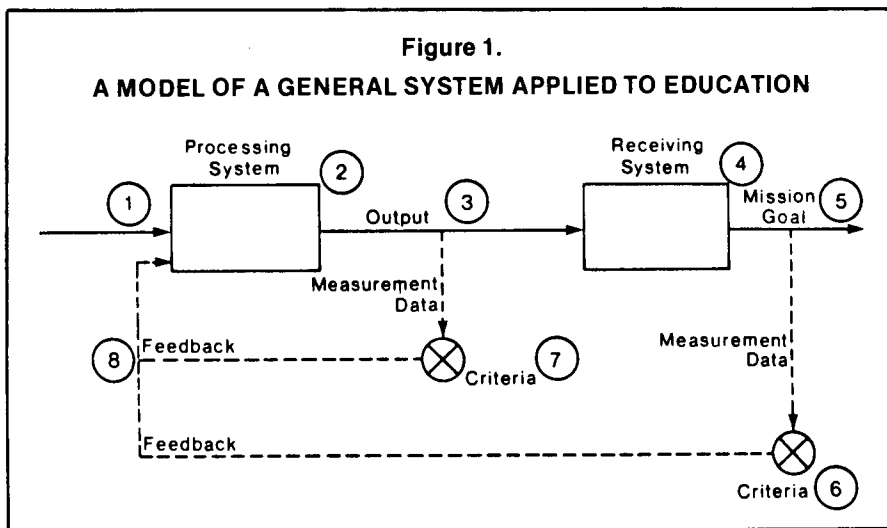 Figure 1.
A MODEL OF A GENERAL SYSTEM APPLIED TO EDUCATION
Processing
System
2
Receiving
System
4
1
Output
3
Mission
Goal
5
Measurement
Data
Measurement
Data
8
Feedback
Criteria
7
Feedback
Criteria
6